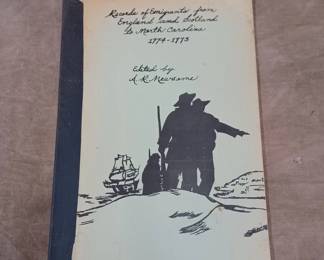 Records of Emigrants from
England and Scotland
to North Carolina
1774-1775
Edited by
A. R. Newsome